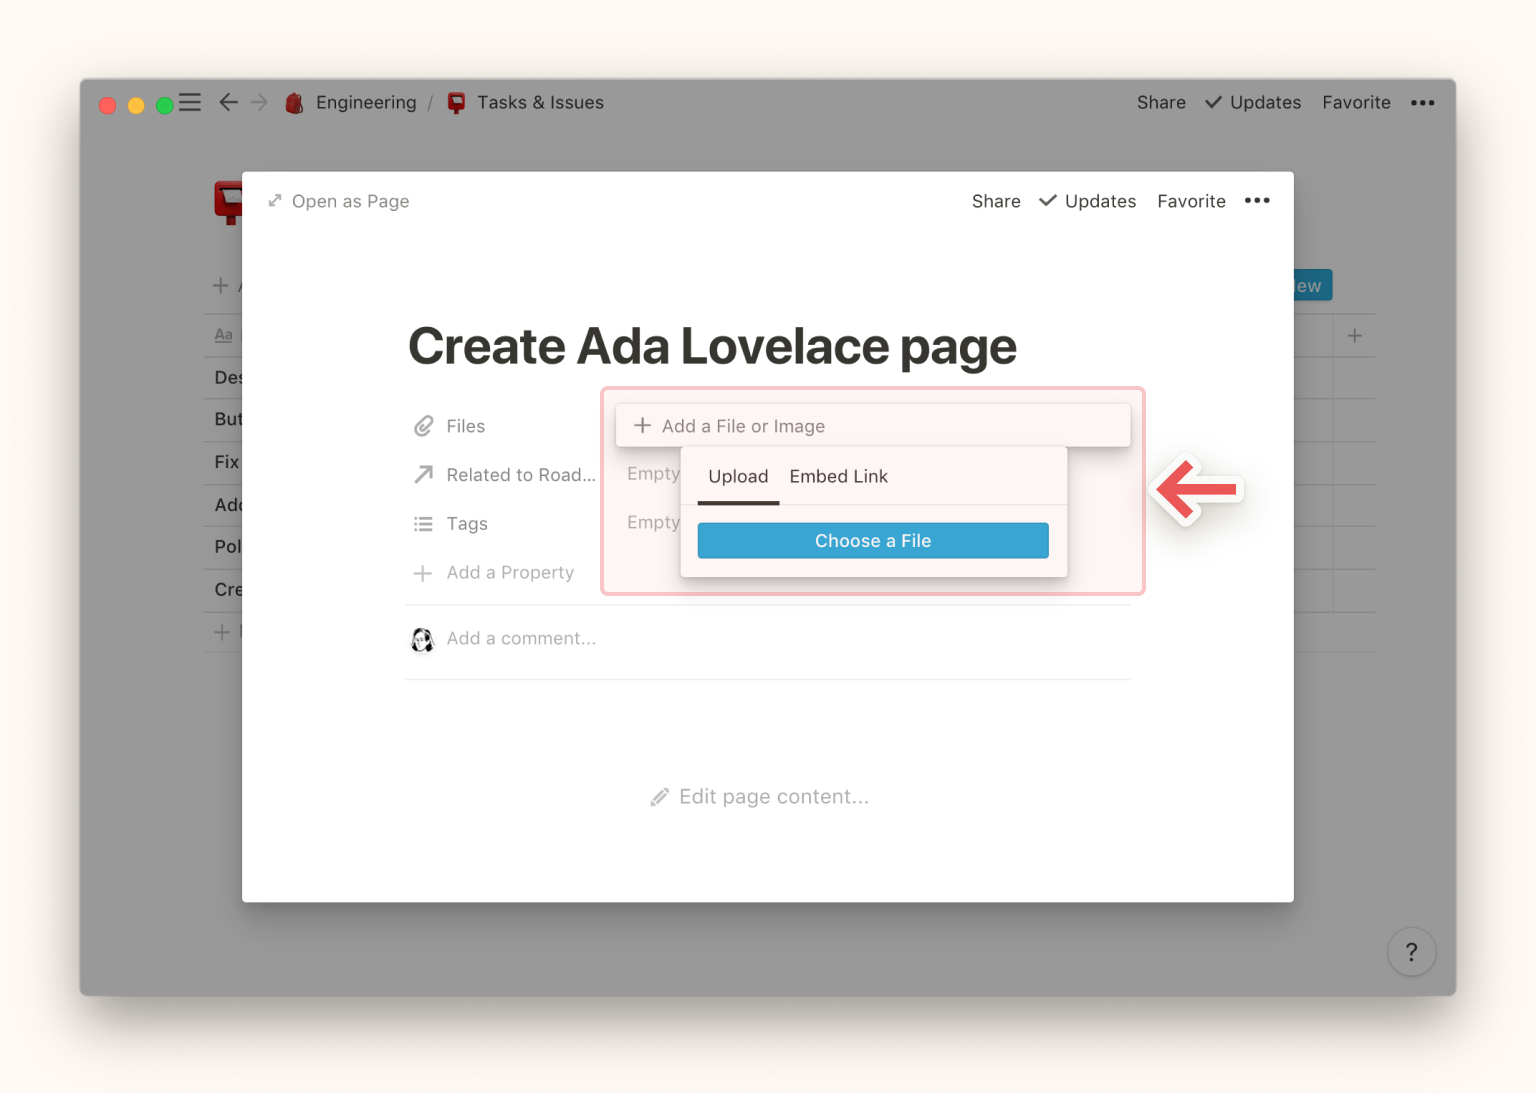 Engineering / Tasks & Issues
Share Updates Favorite
Open as Page
Share Updates Favorite
Aa
Create Ada Lovelace page
Files
Add a File or Image
Related to Road... Empty
Upload Embed Link
Tags Empty
Choose a File
Add a Property
Add a comment...
Edit page content...
Des
But
Fix
Add
Pol
Cre
?